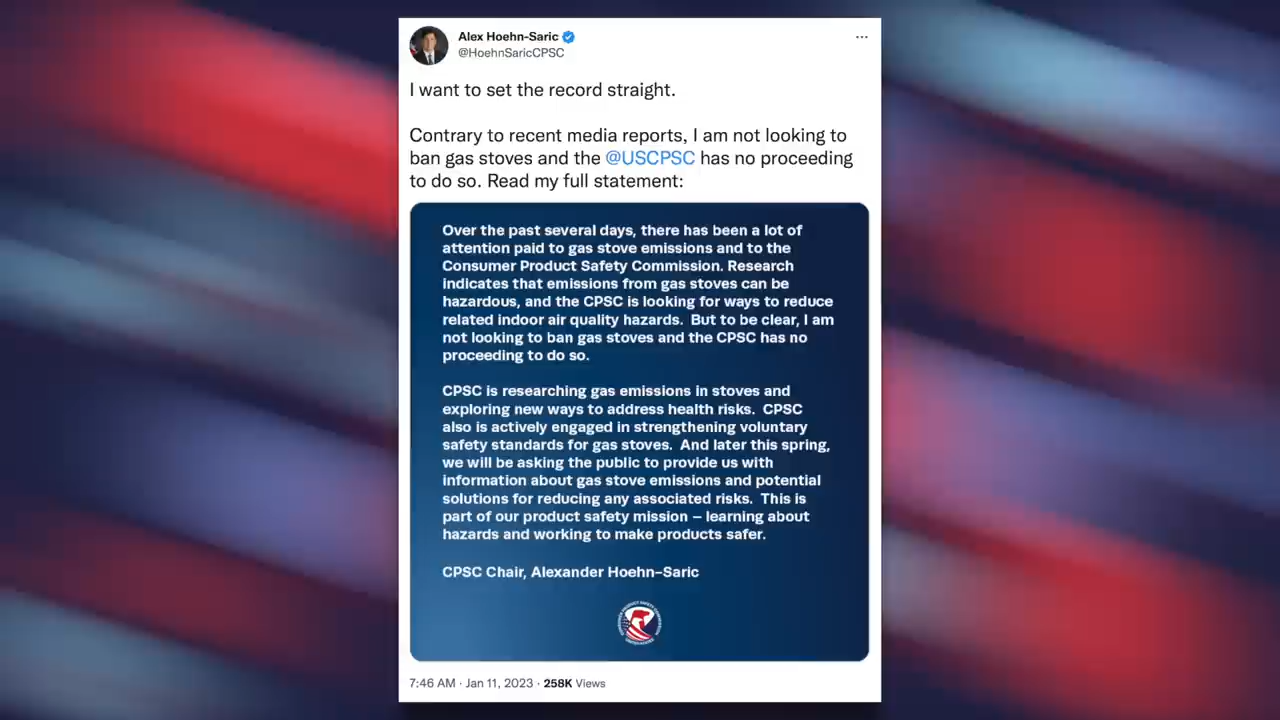 Alex Hoehn-Saric
@HoehnSaricCPSC
I want to set the record straight.
Contrary to recent media reports, I am not looking to
ban gas stoves and the @USCPSC has no proceeding
to do so. Read my full statement:
Over the past several days, there has been a lot of
attention paid to gas stove emissions and to the
Consumer Product Safety Commission. Research
indicates that emissions from gas stoves can be
hazardous, and the CPSC is looking for ways to reduce
related indoor air quality hazards. But to be clear, I am
not looking to ban gas stoves and the CPSC has no
proceeding to do so.
CPSC is researching gas emissions in stoves and
exploring new ways to address health risks. CPSC
also is actively engaged in strengthening voluntary
safety standards for gas stoves. And later this spring,
we will be asking the public to provide us with
information about gas stove emissions and potential
solutions for reducing any associated risks. This is
part of our product safety mission – learning about
hazards and working to make products safer.
CPSC Chair, Alexander Hoehn-Saric
7:46 AM · Jan 11, 2023 · 258K Views